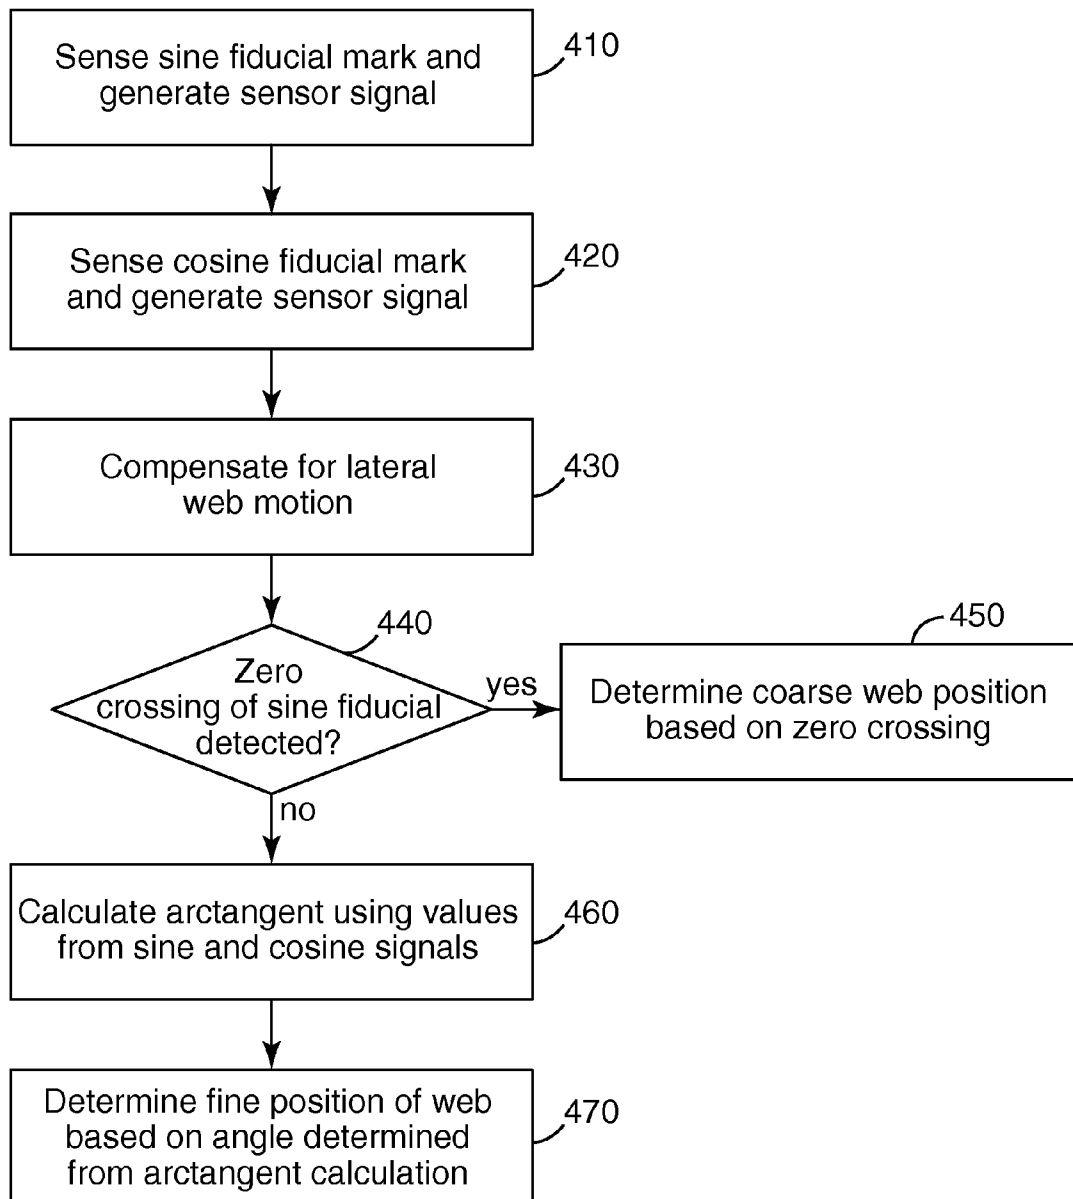 Sense sine fiducial mark and
generate sensor signal
410
Sense cosine fiducial mark
and generate sensor signal
420
Compensate for lateral
web motion
430
440
Zero
crossing of sine fiducial
detected?
yes
450
Determine coarse web position
based on zero crossing
no
Calculate arctangent using values
from sine and cosine signals
460
Determine fine position of web
based on angle determined
from arctangent calculation
470